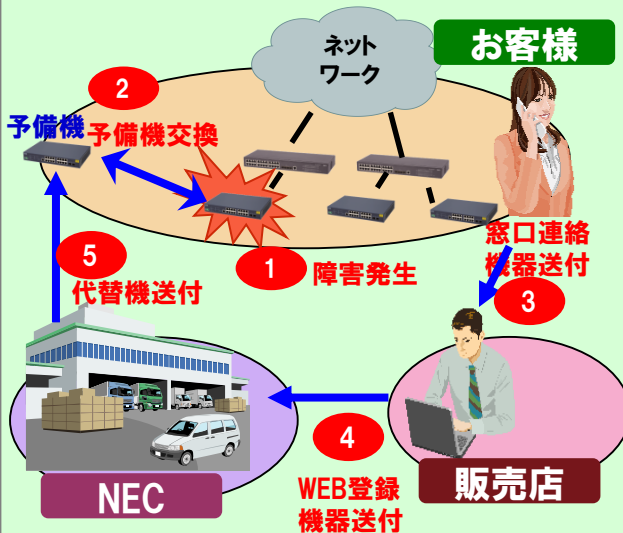 ネット
ワーク
お客様
2
予備機
予備機交換
窓口連絡
機器送付
5
1
障害発生
代替機送付
3
4
NEC
WEB登録
機器送付
販売店